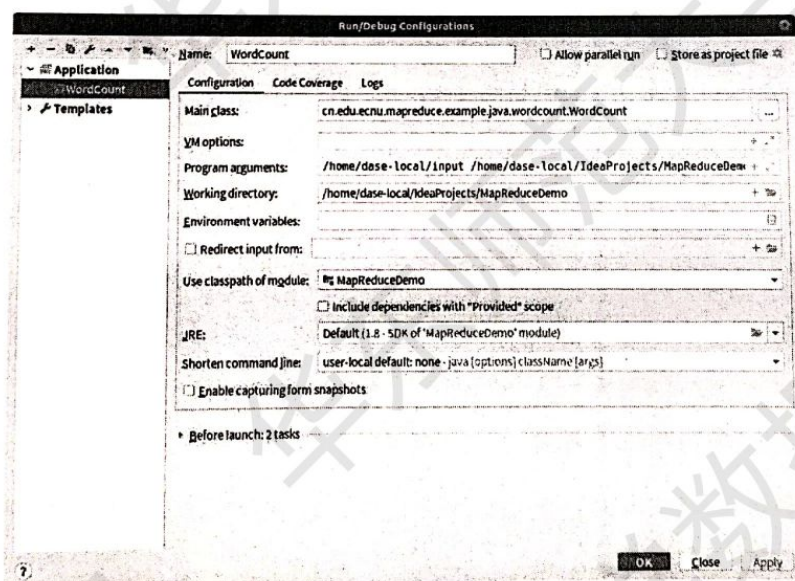 Run/Debug Configurations
Name: WordCount
Allow parallel run
Store as project file
Application
WordCount
Templates
Configuration Code Coverage Logs
Main class: cn.edu.ecnu.mapreduce.example.java.wordcount.WordCount ...
VM options:
Program arguments: /home/dase-local/input /home/dase-local/IdeaProjects/MapReduceDem
Working directory: /home/dase-local/IdeaProjects/MapReduceDemo
Environment variables:
Redirect input from:
Use classpath of module: MapReduceDemo
Include dependencies with "Provided" scope
JRE: Default (1.8 - SDK of 'MapReduceDemo' module)
Shorten command line: user-local default: none - java [options] className [args]
Enable capturing form snapshots
Before launch: 2 tasks
? OK Close Apply